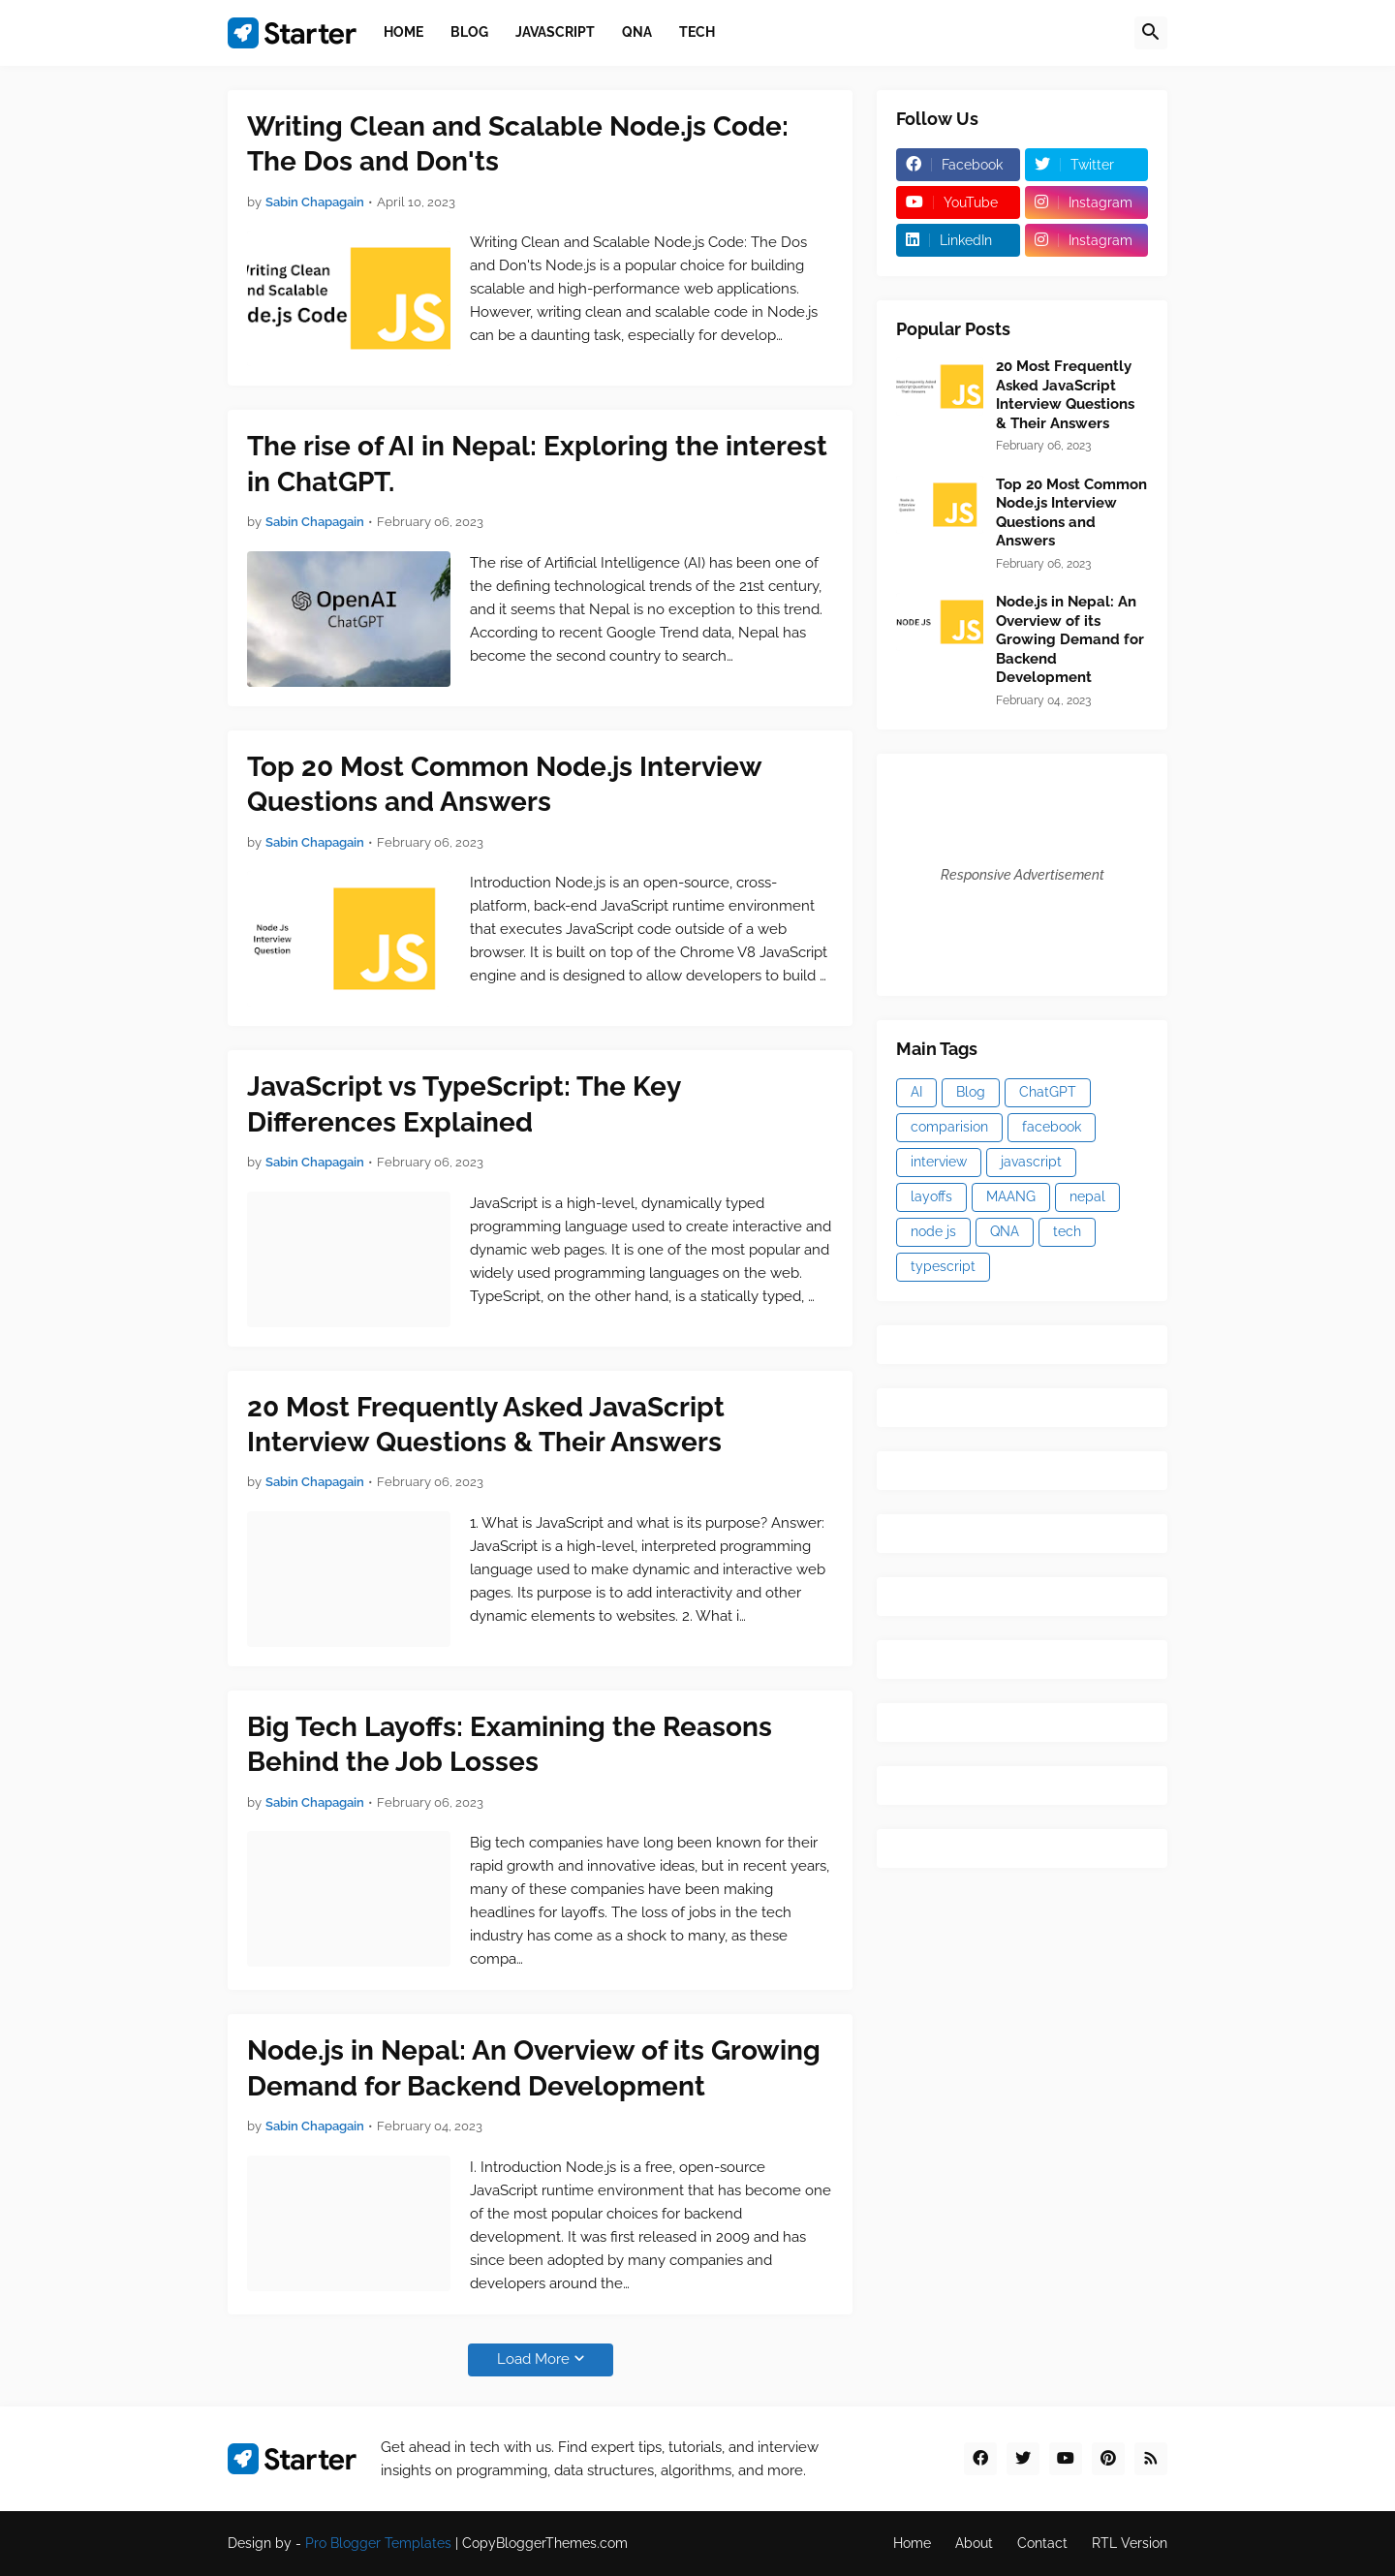 Starter
HOME
BLOG
JAVASCRIPT
QNA
TECH
Writing Clean and Scalable Node.js Code:
The Dos and Don'ts
by Sabin Chapagain • April 10, 2023
Writing Clean
nd Scalable
de.js Code
JS
Writing Clean and Scalable Node.js Code: The Dos
and Don'ts Node.js is a popular choice for building
scalable and high-performance web applications.
However, writing clean and scalable code in Node.js
can be a daunting task, especially for develop…
The rise of AI in Nepal: Exploring the interest
in ChatGPT.
by Sabin Chapagain • February 06, 2023
OpenAI
ChatGPT
The rise of Artificial Intelligence (AI) has been one of
the defining technological trends of the 21st century,
and it seems that Nepal is no exception to this trend.
According to recent Google Trend data, Nepal has
become the second country to search…
Top 20 Most Common Node.js Interview
Questions and Answers
by Sabin Chapagain • February 06, 2023
Node Js
Interview
Question
JS
Introduction Node.js is an open-source, cross-
platform, back-end JavaScript runtime environment
that executes JavaScript code outside of a web
browser. It is built on top of the Chrome V8 JavaScript
engine and is designed to allow developers to build …
JavaScript vs TypeScript: The Key
Differences Explained
by Sabin Chapagain • February 06, 2023
JavaScript is a high-level, dynamically typed
programming language used to create interactive and
dynamic web pages. It is one of the most popular and
widely used programming languages on the web.
TypeScript, on the other hand, is a statically typed, …
20 Most Frequently Asked JavaScript
Interview Questions & Their Answers
by Sabin Chapagain • February 06, 2023
1. What is JavaScript and what is its purpose? Answer:
JavaScript is a high-level, interpreted programming
language used to make dynamic and interactive web
pages. Its purpose is to add interactivity and other
dynamic elements to websites. 2. What i…
Big Tech Layoffs: Examining the Reasons
Behind the Job Losses
by Sabin Chapagain • February 06, 2023
Big tech companies have long been known for their
rapid growth and innovative ideas, but in recent years,
many of these companies have been making
headlines for layoffs. The loss of jobs in the tech
industry has come as a shock to many, as these
compa…
Node.js in Nepal: An Overview of its Growing
Demand for Backend Development
by Sabin Chapagain • February 04, 2023
I. Introduction Node.js is a free, open-source
JavaScript runtime environment that has become one
of the most popular choices for backend
development. It was first released in 2009 and has
since been adopted by many companies and
developers around the…
Load More
Follow Us
Facebook
Twitter
YouTube
Instagram
LinkedIn
Instagram
Popular Posts
Most Frequently Asked
JavaScript Questions &
Their Answers
JS
20 Most Frequently
Asked JavaScript
Interview Questions
& Their Answers
February 06, 2023
Node Js
Interview
Question
JS
Top 20 Most Common
Node.js Interview
Questions and
Answers
February 06, 2023
NODE JS
JS
Node.js in Nepal: An
Overview of its
Growing Demand for
Backend
Development
February 04, 2023
Responsive Advertisement
Main Tags
AI
Blog
ChatGPT
comparision
facebook
interview
javascript
layoffs
MAANG
nepal
node js
QNA
tech
typescript
Starter
Get ahead in tech with us. Find expert tips, tutorials, and interview
insights on programming, data structures, algorithms, and more.
Design by - Pro Blogger Templates | CopyBloggerThemes.com
Home
About
Contact
RTL Version